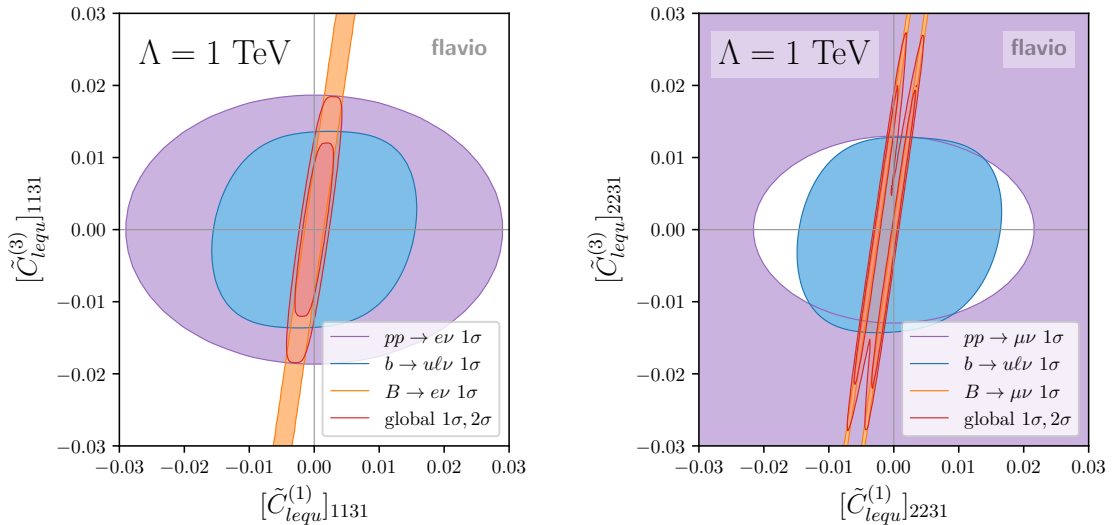 Λ = 1 TeV
flavio
0.03
0.02
0.01
0.00
−0.01
−0.02
−0.03
[C̃_{lequ}^{(3)}]_{1131}
pp → eν 1σ
b → uℓν 1σ
B → eν 1σ
global 1σ, 2σ
−0.03 −0.02 −0.01 0.00 0.01 0.02 0.03
[C̃_{lequ}^{(1)}]_{1131}
Λ = 1 TeV
flavio
0.03
0.02
0.01
0.00
−0.01
−0.02
−0.03
[C̃_{lequ}^{(3)}]_{2231}
pp → μν 1σ
b → uℓν 1σ
B → μν 1σ
global 1σ, 2σ
−0.03 −0.02 −0.01 0.00 0.01 0.02 0.03
[C̃_{lequ}^{(1)}]_{2231}